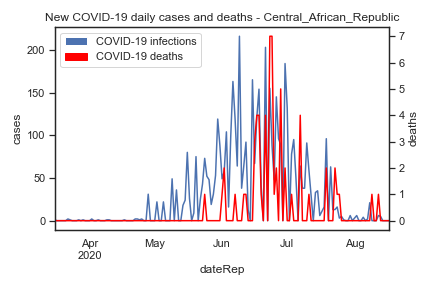 New COVID-19 daily cases and deaths - Central_African_Republic
COVID-19 infections
COVID-19 deaths
200
150
100
50
0
cases
7
6
5
4
3
2
1
0
deaths
Apr
2020
May
Jun
Jul
Aug
dateRep